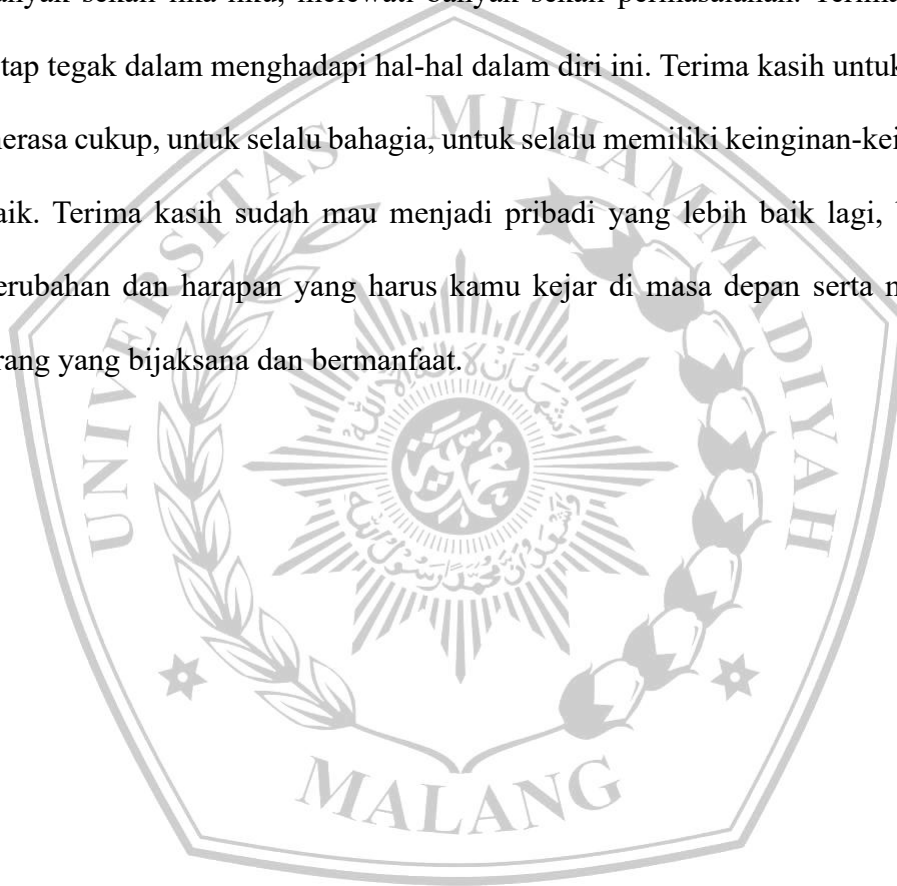 tap tegak dalam menghadapi hal-hal dalam diri ini. Terima kasih untuk
erasa cukup, untuk selalu bahagia, untuk selalu memiliki keinginan-kei
aik. Terima kasih sudah mau menjadi pribadi yang lebih baik lagi,
erubahan dan harapan yang harus kamu kejar di masa depan serta
rang yang bijaksana dan bermanfaat.
UNIVERSITAS MUHAMMADIYAH
MALANG